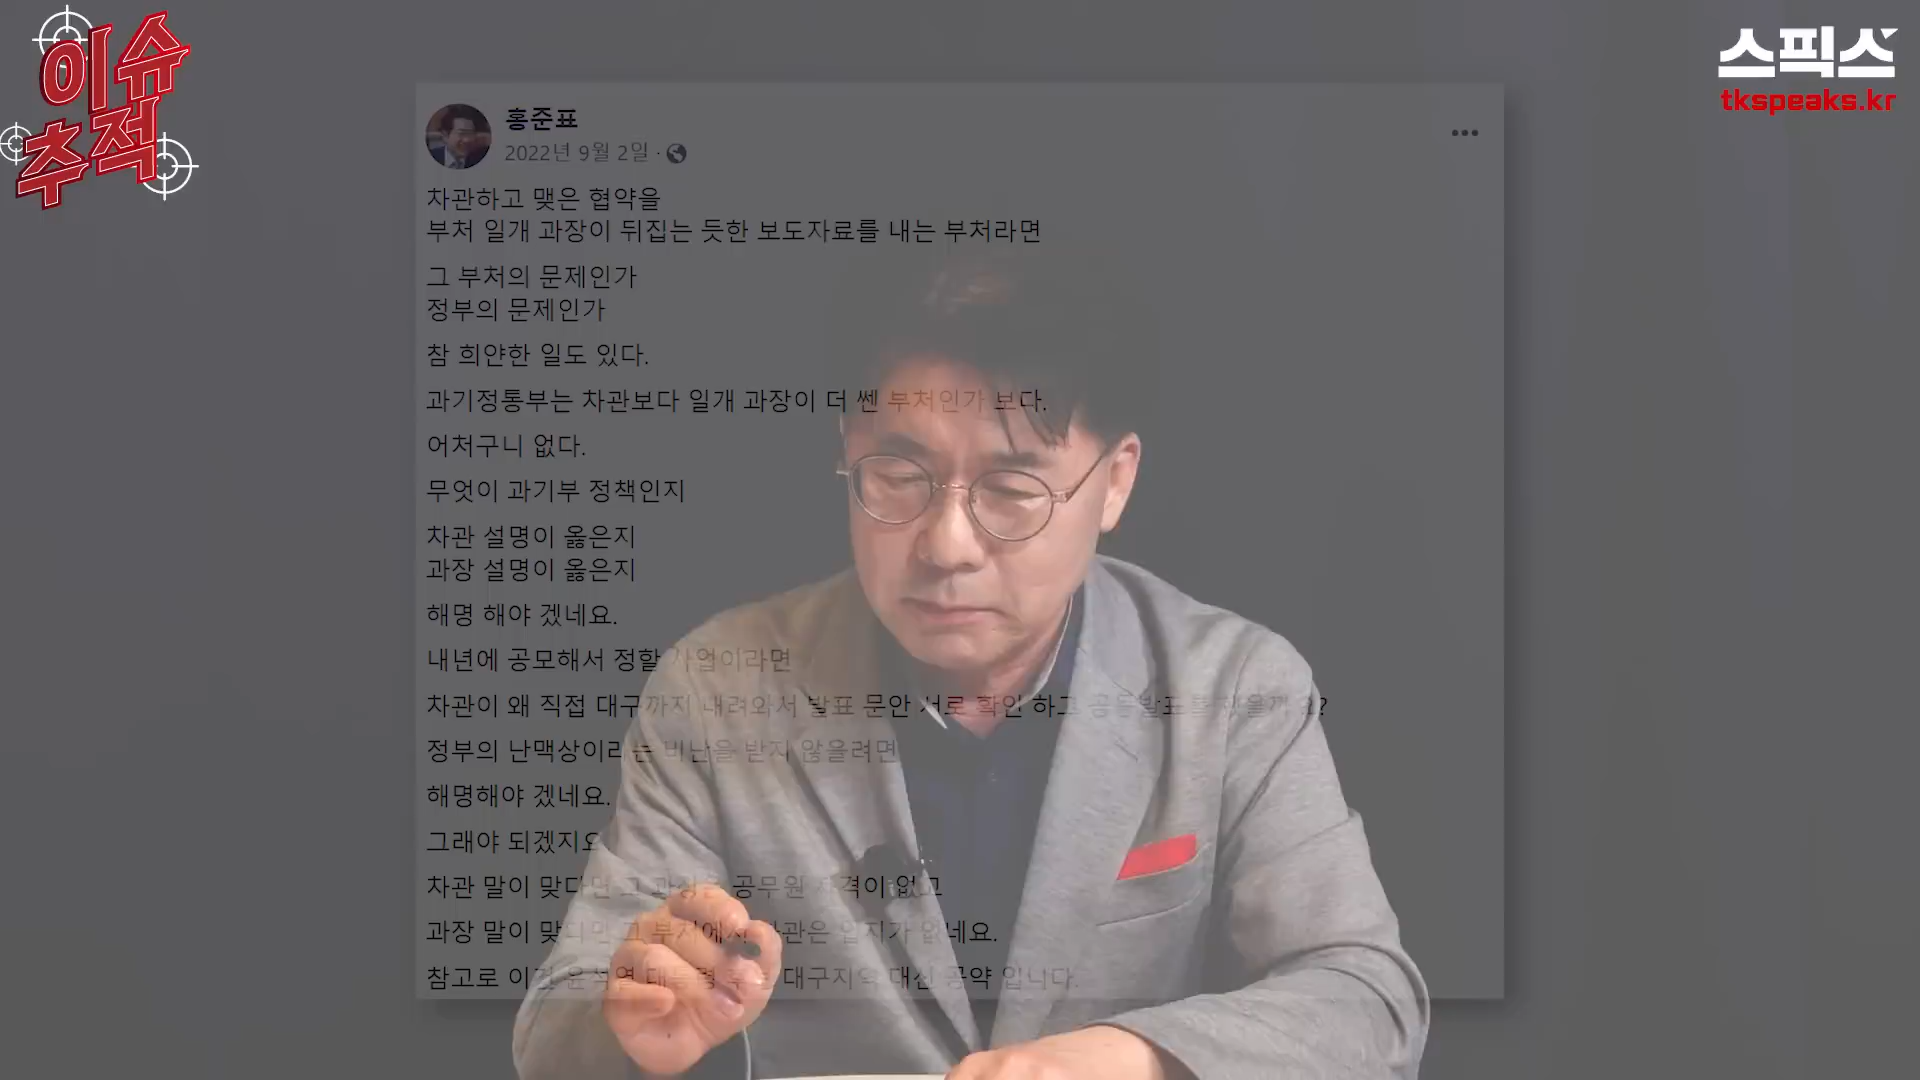 이슈
추적
스픽스
tkspeaks.kr
홍준표
2022년 9월 2일 ·
차관하고 맺은 협약을
부처 일개 과장이 뒤집는 듯한 보도자료를 내는 부처라면
그 부처의 문제인가
정부의 문제인가
참 희얀한 일도 있다.
과기정통부는 차관보다 일개 과장이 더 쎈 부처인가 보다.
어처구니 없다.
무엇이 과기부 정책인지
차관 설명이 옳은지
과장 설명이 옳은지
해명 해야 겠네요.
내년에 공모해서 정할 사업이라면
차관이 왜 직접 대구까지 내려와서 발표 문안 서로 확인 하고 공동발표를 했을까요?
정부의 난맥상이라는 비난을 받지 않을려면
해명해야 겠네요.
그래야 되겠지요
차관 말이 맞다면 그 과장은 공무원 자격이 없고
과장 말이 맞다면 그 부처에서 차관은 입지가 없네요.
참고로 이건 윤석열 대통령 후보 대구지역 대선 공약 입니다.